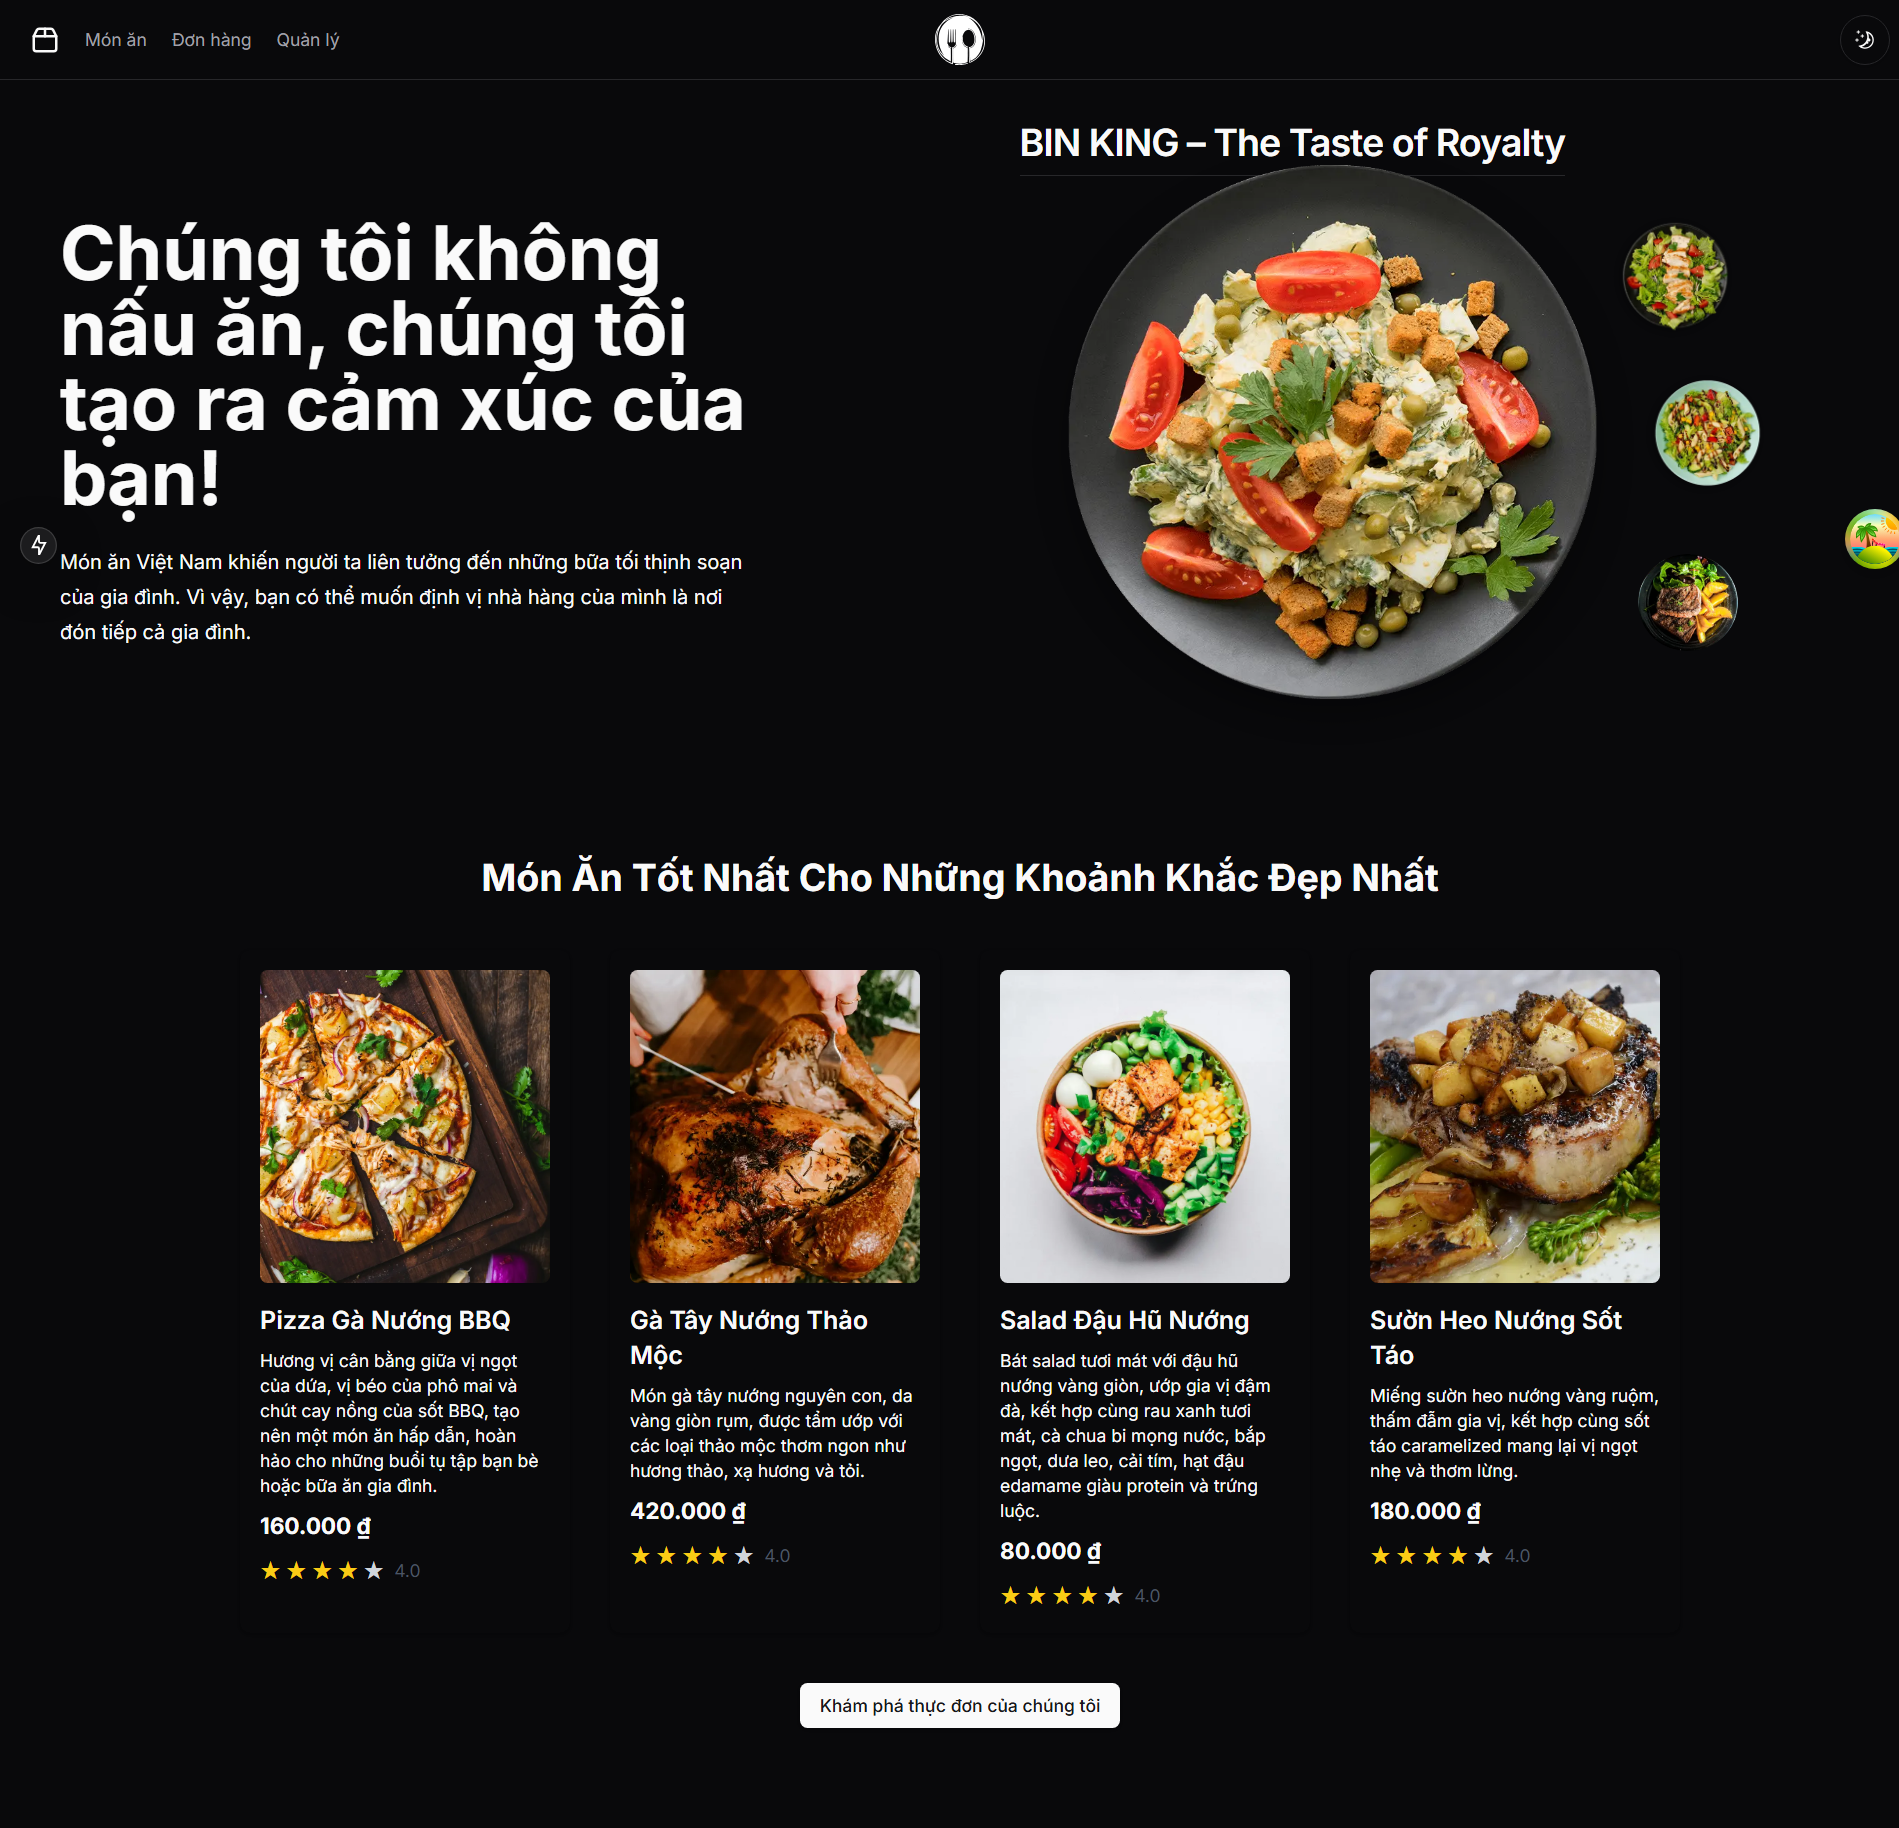 Món ăn
Đơn hàng
Quản lý
BIN KING – The Taste of Royalty
Chúng tôi không
nấu ăn, chúng tôi
tạo ra cảm xúc của
bạn!
Món ăn Việt Nam khiến người ta liên tưởng đến những bữa tối thịnh soạn
của gia đình. Vì vậy, bạn có thể muốn định vị nhà hàng của mình là nơi
đón tiếp cả gia đình.
Món Ăn Tốt Nhất Cho Những Khoảnh Khắc Đẹp Nhất
Pizza Gà Nướng BBQ
Hương vị cân bằng giữa vị ngọt
của dứa, vị béo của phô mai và
chút cay nồng của sốt BBQ, tạo
nên một món ăn hấp dẫn, hoàn
hảo cho những buổi tụ tập bạn bè
hoặc bữa ăn gia đình.
160.000 ₫
4.0
Gà Tây Nướng Thảo
Mộc
Món gà tây nướng nguyên con, da
vàng giòn rụm, được tẩm ướp với
các loại thảo mộc thơm ngon như
hương thảo, xạ hương và tỏi.
420.000 ₫
4.0
Salad Đậu Hũ Nướng
Bát salad tươi mát với đậu hũ
nướng vàng giòn, ướp gia vị đậm
đà, kết hợp cùng rau xanh tươi
mát, cà chua bi mọng nước, bắp
ngọt, dưa leo, cải tím, hạt đậu
edamame giàu protein và trứng
luộc.
80.000 ₫
4.0
Sườn Heo Nướng Sốt
Táo
Miếng sườn heo nướng vàng ruộm,
thấm đẫm gia vị, kết hợp cùng sốt
táo caramelized mang lại vị ngọt
nhẹ và thơm lừng.
180.000 ₫
4.0
Khám phá thực đơn của chúng tôi